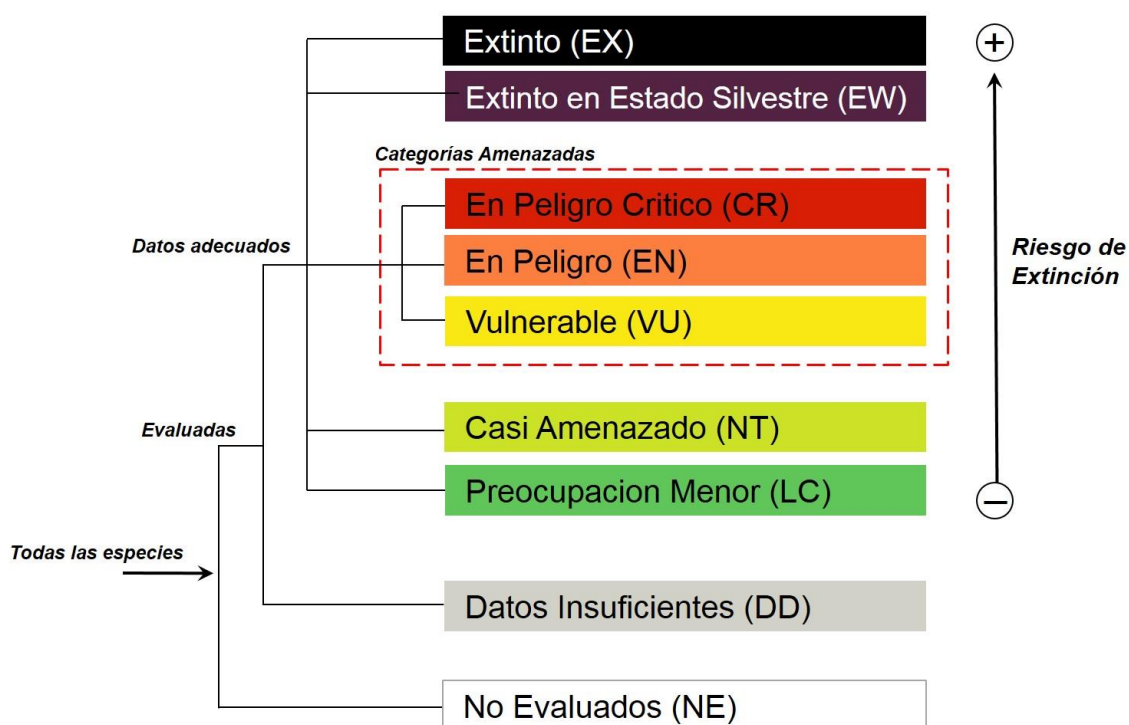 Extinto (EX)
Extinto en Estado Silvestre (EW)
Categorías Amenazadas
En Peligro Critico (CR)
Datos adecuados
En Peligro (EN)
Riesgo de
Extinción
Vulnerable (VU)
Evaluadas
Casi Amenazado (NT)
Preocupacion Menor (LC)
Todas las especies
Datos Insuficientes (DD)
No Evaluados (NE)